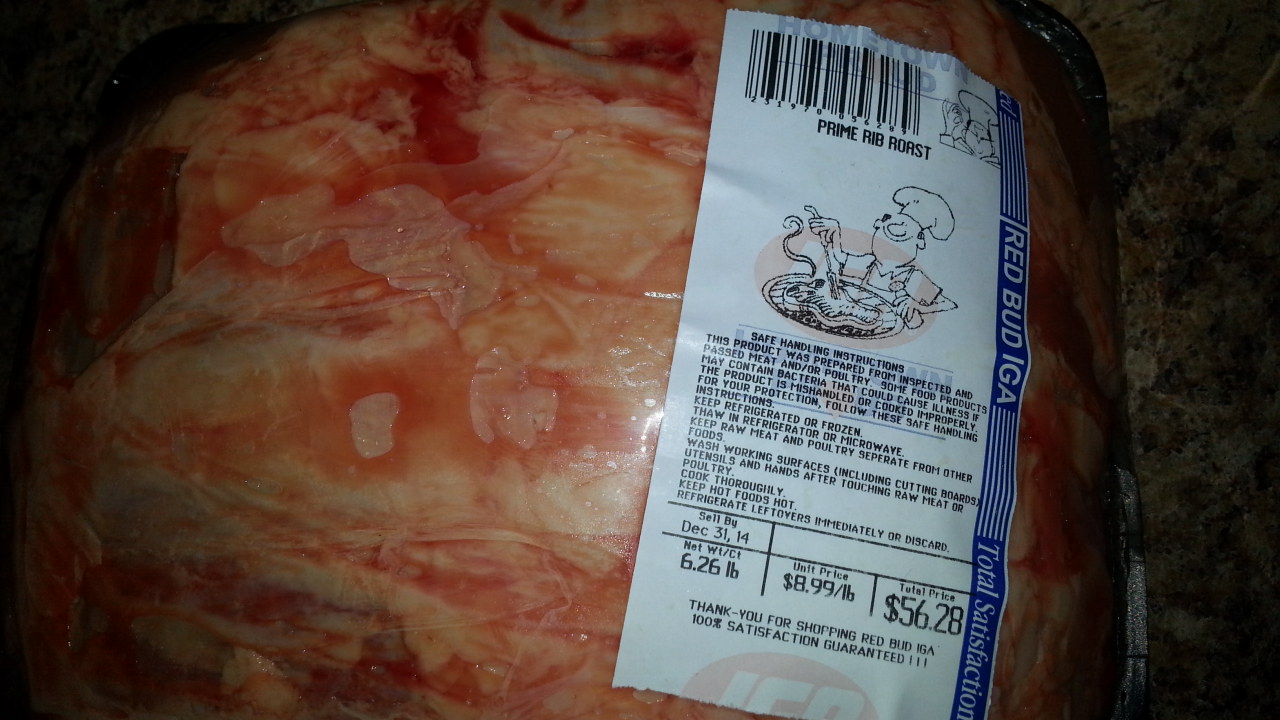 HOMETOWN
PRIME RIB ROAST
RED BUD IGA
SAFE HANDLING INSTRUCTIONS
THIS PRODUCT WAS PREPARED FROM INSPECTED AND
PASSED MEAT AND/OR POULTRY. SOME FOOD PRODUCTS
MAY CONTAIN BACTERIA THAT COULD CAUSE ILLNESS IF
THE PRODUCT IS MISHANDLED OR COOKED IMPROPERLY.
FOR YOUR PROTECTION, FOLLOW THESE SAFE HANDLING
INSTRUCTIONS
KEEP REFRIGERATED OR FROZEN.
THAW IN REFRIGERATOR OR MICROWAVE.
KEEP RAW MEAT AND POULTRY SEPERATE FROM OTHER
FOODS.
WASH WORKING SURFACES (INCLUDING CUTTING BOARDS)
UTENSILS AND HANDS AFTER TOUCHING RAW MEAT OR
POULTRY.
COOK THOROUGHLY.
KEEP HOT FOODS HOT.
REFRIGERATE LEFTOVERS IMMEDIATELY OR DISCARD.
Sell By
Dec 31, 14
Net Wt/Ct
6.26 lb
Unit Price
$8.99/lb
Total Price
$56.28
Total Satisfaction
THANK-YOU FOR SHOPPING RED BUD IGA
100% SATISFACTION GUARANTEED!!!
IGA